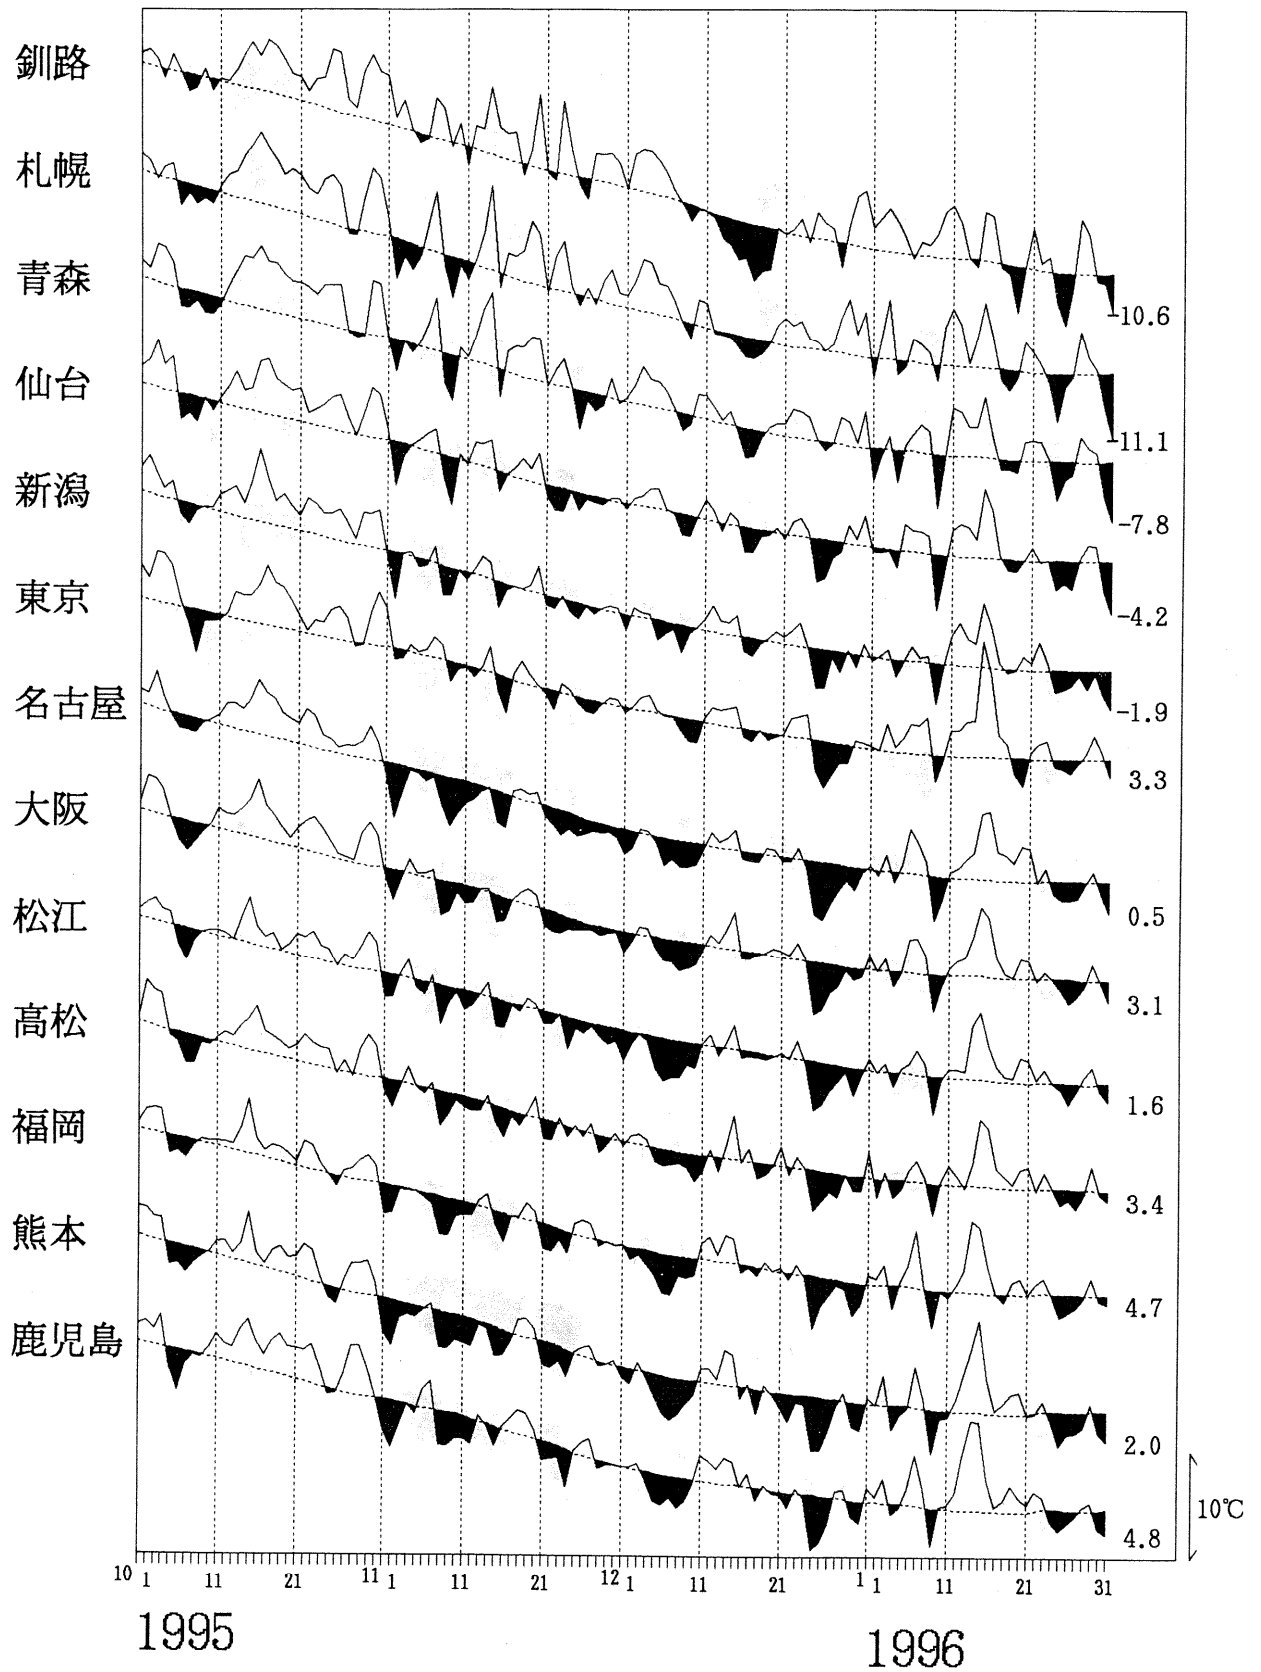 釧路
札幌
青森
仙台
新潟
東京
名古屋
大阪
松江
高松
福岡
熊本
鹿児島
-10.6
-11.1
-7.8
-4.2
-1.9
3.3
0.5
3.1
1.6
3.4
4.7
2.0
4.8
10℃
10 1 11 21 11 1 11 21 12 1 11 21 1 1 11 21 31
1995 1996